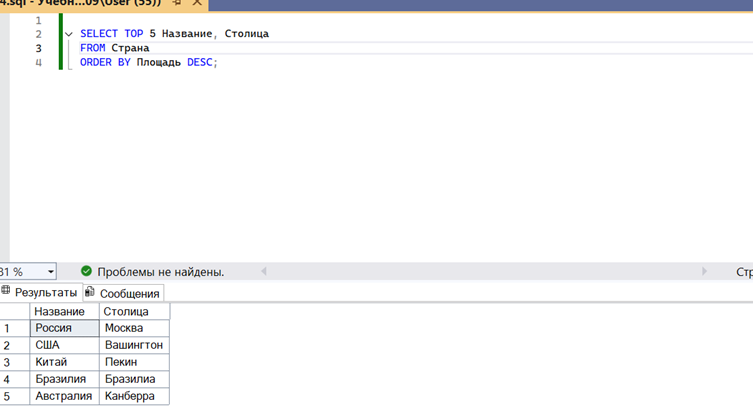 4.sql - Учебн...09\User (55))
1
2 SELECT TOP 5 Название, Столица
3 FROM Страна
4 ORDER BY Площадь DESC;
81 % Проблемы не найдены. Стр
Результаты Сообщения
Название Столица
1 Россия Москва
2 США Вашингтон
3 Китай Пекин
4 Бразилия Бразилиа
5 Австралия Канберра